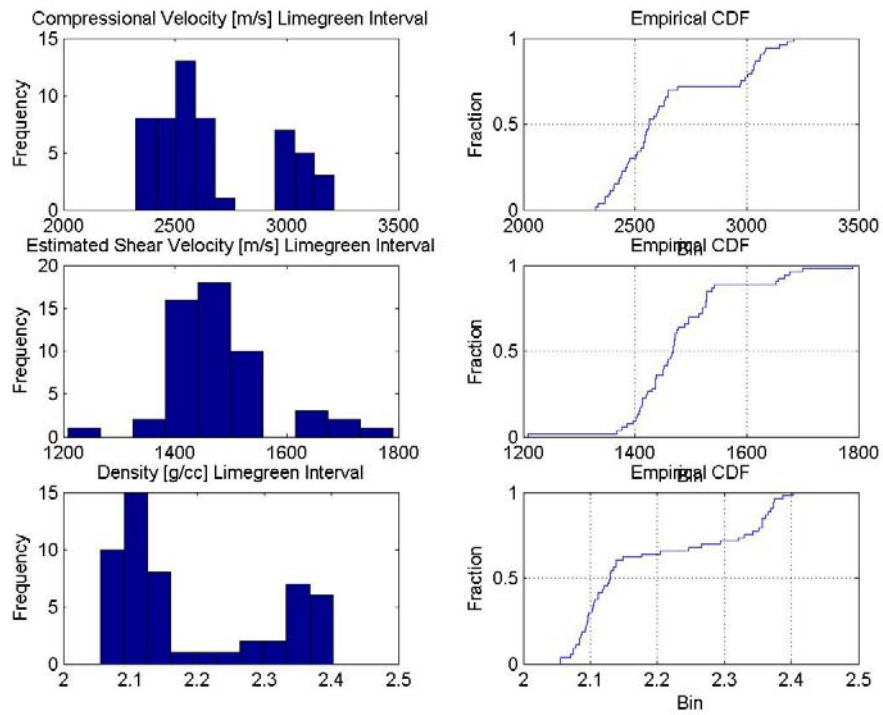 Compressional Velocity [m/s] Limegreen Interval
15
10
5
0
Frequency
2000 2500 3000 3500
Empirical CDF
1
0.5
0
Fraction
2000 2500 3000 3500
Bin
Estimated Shear Velocity [m/s] Limegreen Interval
20
15
10
5
0
Frequency
1200 1400 1600 1800
Empirical CDF
1
0.5
0
Fraction
1200 1400 1600 1800
Bin
Density [g/cc] Limegreen Interval
15
10
5
0
Frequency
2 2.1 2.2 2.3 2.4 2.5
Empirical CDF
1
0.5
0
Fraction
2 2.1 2.2 2.3 2.4 2.5
Bin